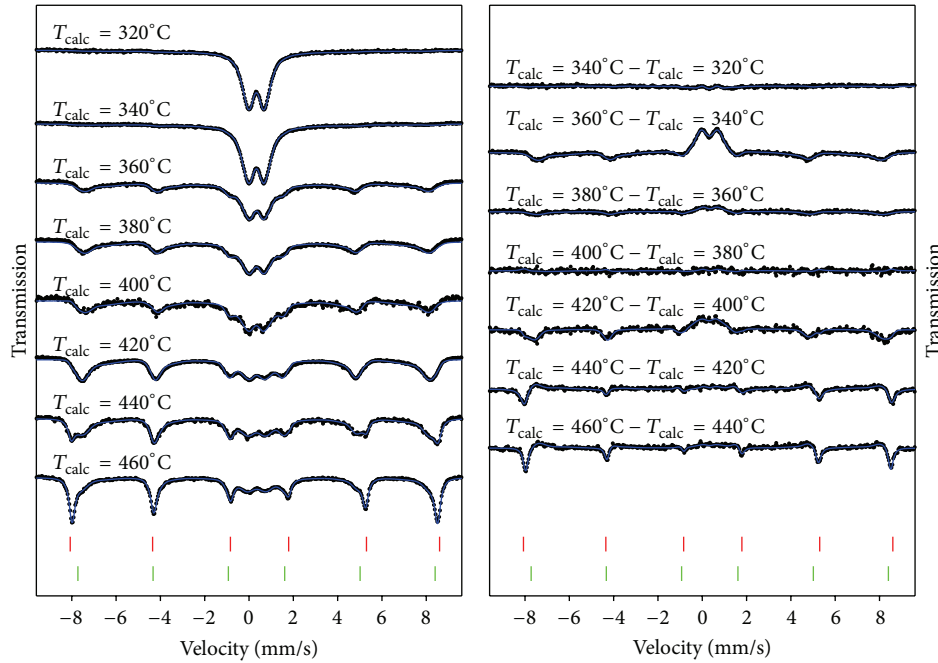 T_calc = 320°C
T_calc = 340°C
T_calc = 360°C
T_calc = 380°C
T_calc = 400°C
T_calc = 420°C
T_calc = 440°C
T_calc = 460°C
Transmission
−8 −6 −4 −2 0 2 4 6 8
Velocity (mm/s)
T_calc = 340°C − T_calc = 320°C
T_calc = 360°C − T_calc = 340°C
T_calc = 380°C − T_calc = 360°C
T_calc = 400°C − T_calc = 380°C
T_calc = 420°C − T_calc = 400°C
T_calc = 440°C − T_calc = 420°C
T_calc = 460°C − T_calc = 440°C
Transmission
−8 −6 −4 −2 0 2 4 6 8
Velocity (mm/s)